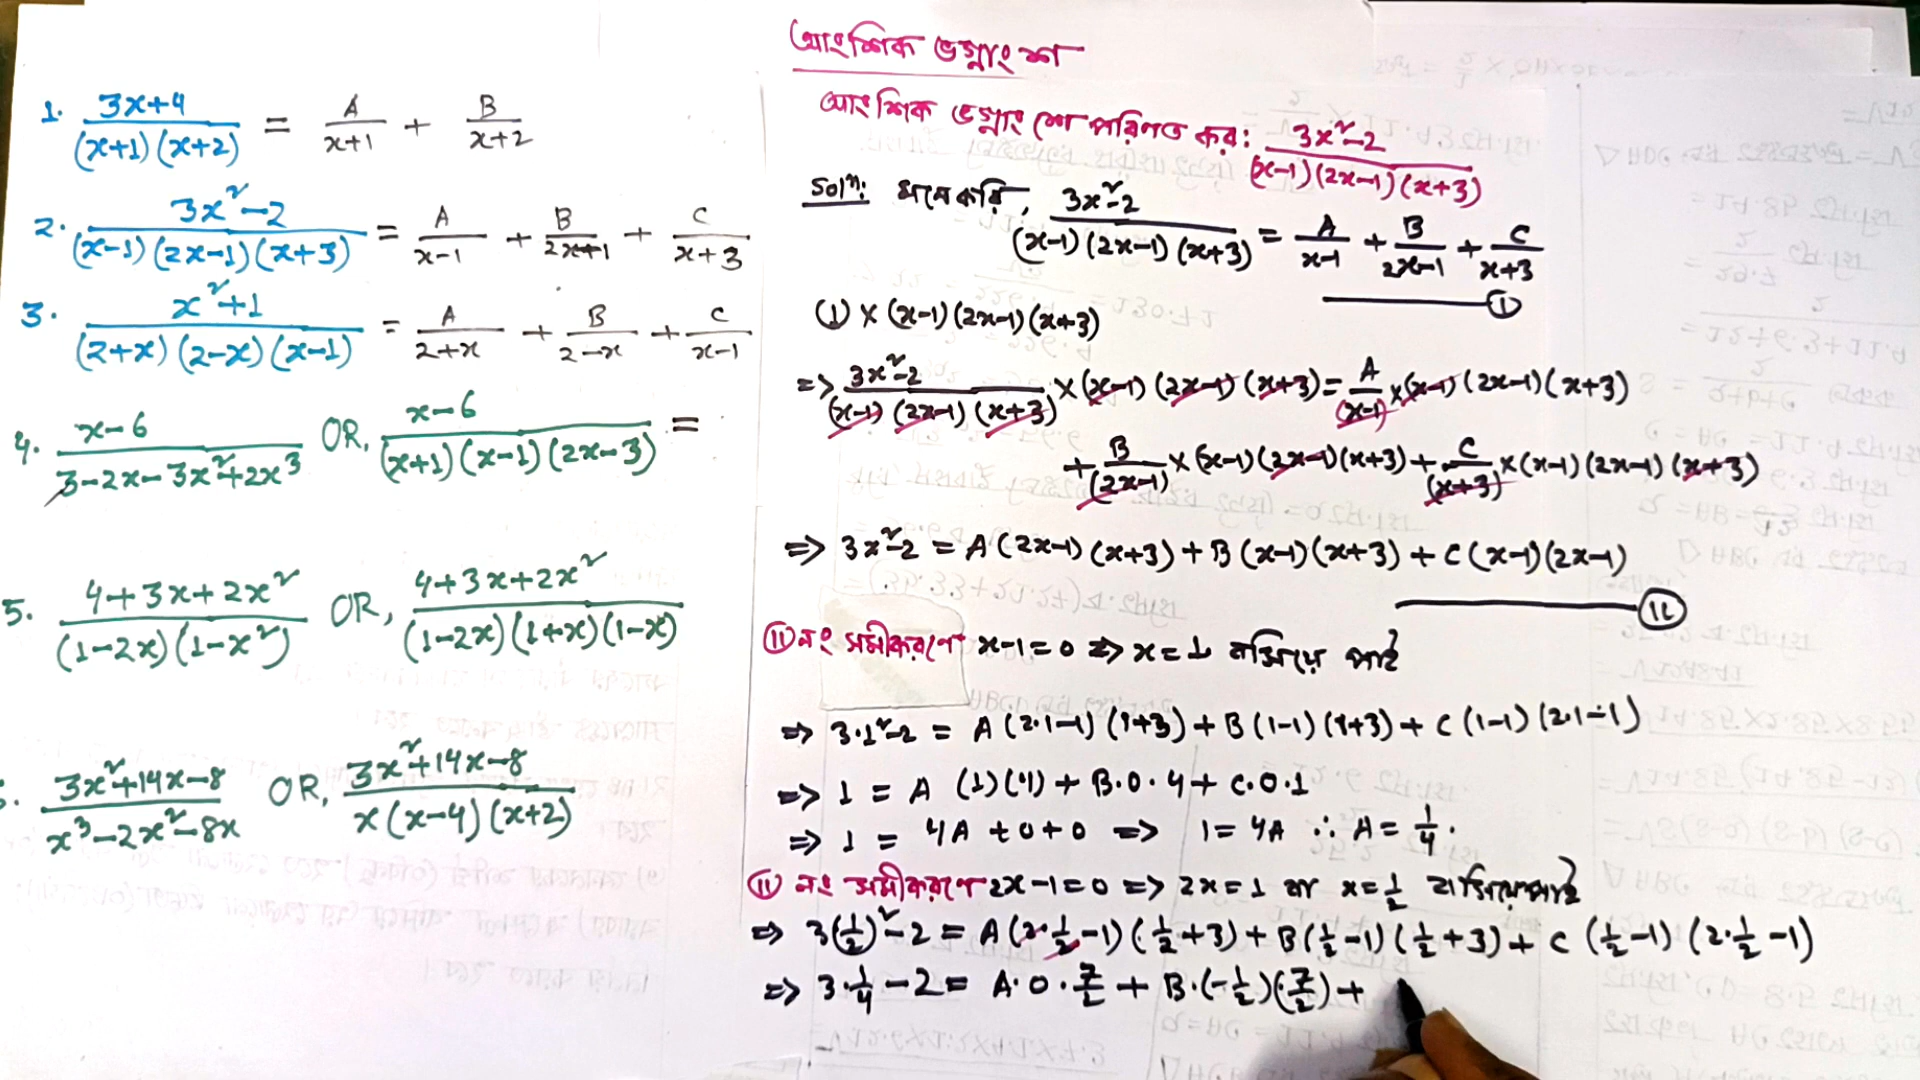 1. 3x+4 / (x+1)(x+2) = A / x+1 + B / x+2
2. 3x²-2 / (x-1)(2x-1)(x+3) = A / x-1 + B / 2x+1 + C / x+3
3. x²+1 / (2+x)(2-x)(x-1) = A / 2+x + B / 2-x + C / x-1
4. x-6 / 3-2x-3x²+2x³ OR, x-6 / (x+1)(x-1)(2x-3) =
5. 4+3x+2x² / (1-2x)(1-x²) OR, 4+3x+2x² / (1-2x)(1+x)(1-x)
3x²+14x-8 / x³-2x²-8x OR, 3x²+14x-8 / x(x-4)(x+2)
আংশিক ভগ্নাংশ
আংশিক ভগ্নাংশে পরিণত কর: 3x²-2 / (x-1)(2x-1)(x+3)
Solⁿ: মনে করি, 3x²-2 / (x-1)(2x-1)(x+3) = A / x-1 + B / 2x-1 + C / x+3
①
(1) × (x-1)(2x-1)(x+3)
=> 3x²-2 / (x-1)(2x-1)(x+3) × (x-1)(2x-1)(x+3) = A / (x-1) × (x-1)(2x-1)(x+3)
+ B / (2x-1) × (x-1)(2x-1)(x+3) + C / (x+3) × (x-1)(2x-1)(x+3)
=> 3x²-2 = A(2x-1)(x+3) + B(x-1)(x+3) + C(x-1)(2x-1)
⑪
⑪ নং সমীকরণে x-1=0 => x=1 বসিয়ে পাই
=> 3·1²-2 = A(2·1-1)(1+3) + B(1-1)(1+3) + C(1-1)(2·1-1)
=> 1 = A (1)(4) + B.0.4 + C.0.1
=> 1 = 4A +0+0 => 1=4A ∴ A = 1/4.
⑪ নং সমীকরণে 2x-1=0 => 2x=1 বা x=1/2 বসিয়ে পাই
=> 3(1/2)²-2 = A(2·1/2-1)(1/2+3) + B(1/2-1)(1/2+3) + C(1/2-1)(2·1/2-1)
=> 3·1/4-2 = A·0·7/2 + B·(-1/2)(7/2) +